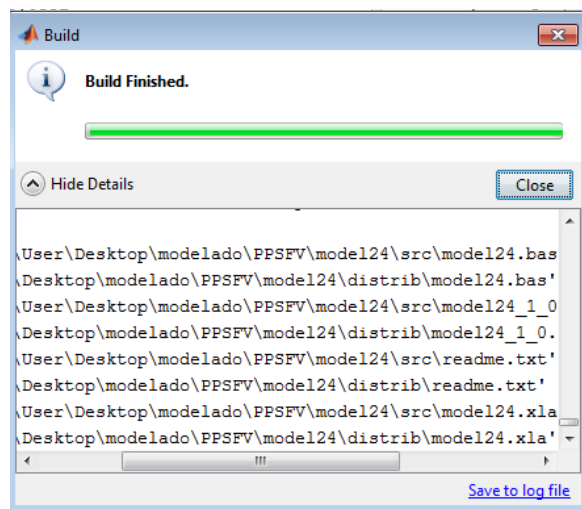 Build
Build Finished.
Hide Details
Close
\User\Desktop\modelado\PPSFV\model24\src\model24.bas
\Desktop\modelado\PPSFV\model24\distrib\model24.bas'
\User\Desktop\modelado\PPSFV\model24\src\model24_1_0
\Desktop\modelado\PPSFV\model24\distrib\model24_1_0.
\User\Desktop\modelado\PPSFV\model24\src\readme.txt'
\Desktop\modelado\PPSFV\model24\distrib\readme.txt'
\User\Desktop\modelado\PPSFV\model24\src\model24.xla
\Desktop\modelado\PPSFV\model24\distrib\model24.xla'
Save to log file